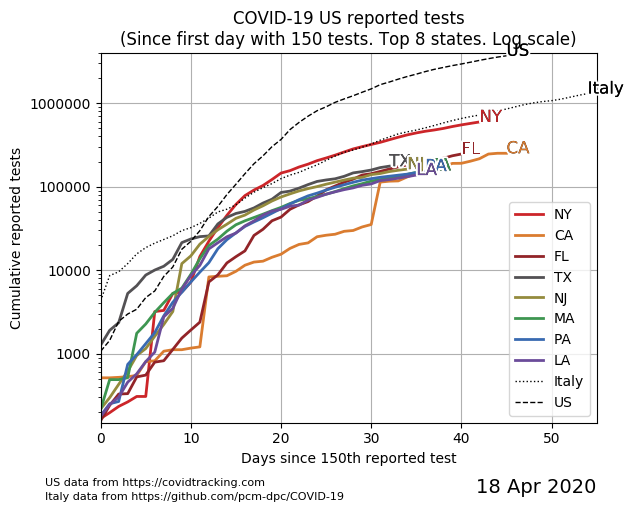 COVID-19 US reported tests
(Since first day with 150 tests. Top 8 states. Log scale)
US
Italy
1000000
NY
FL
CA
TX
NJ
PA
LA
100000
10000
1000
Cumulative reported tests
NY
CA
FL
TX
NJ
MA
PA
LA
Italy
US
0
10
20
30
40
50
Days since 150th reported test
US data from https://covidtracking.com
Italy data from https://github.com/pcm-dpc/COVID-19
18 Apr 2020